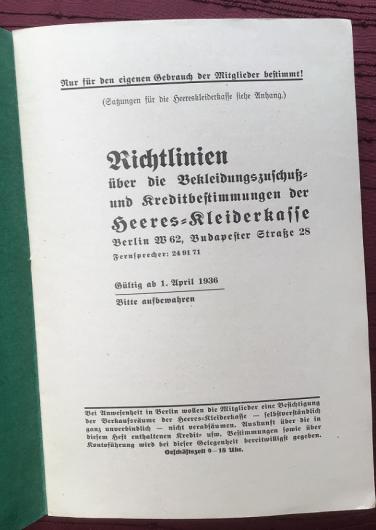 Nur für den eigenen Gebrauch der Mitglieder bestimmt!
(Satzungen für die Heereskleiderkasse siehe Anhang.)
Richtlinien
über die Bekleidungszuschuß-
und Kreditbestimmungen der
Heeres-Kleiderkasse
Berlin W 62, Budapester Straße 28
Fernsprecher: 24 91 71
Gültig ab 1. April 1936
Bitte aufbewahren
Bei Anwesenheit in Berlin wollen die Mitglieder eine Besichtigung
der Verkaufsräume der Heeres-Kleiderkasse — selbstverständlich
ganz unverbindlich — nicht verabsäumen. Auskunft über die in
diesem Heft enthaltenen Kredit- usw. Bestimmungen sowie über
Kontoführung wird bei dieser Gelegenheit bereitwilligst gegeben.
Geschäftszeit 9–18 Uhr.